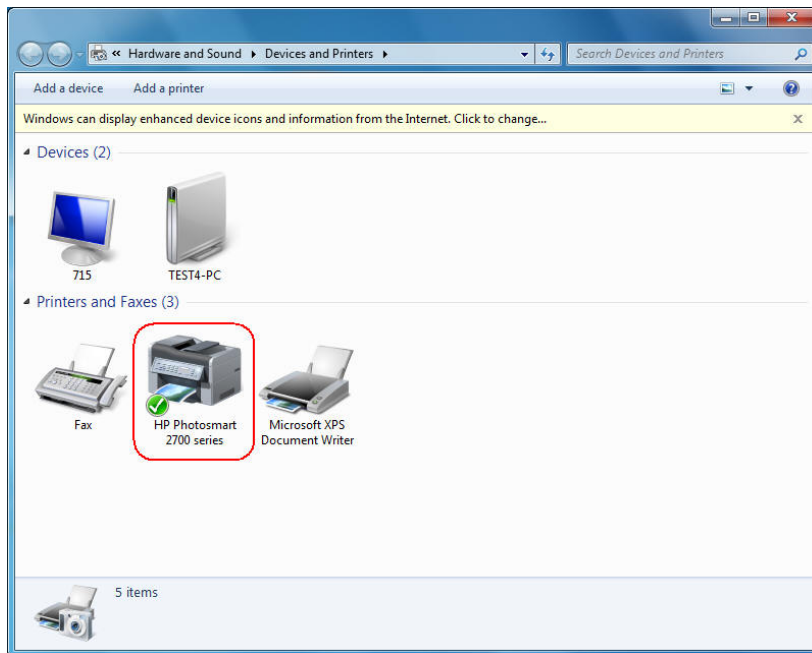 « Hardware and Sound ▸ Devices and Printers ▸
Search Devices and Printers
Add a device Add a printer
Windows can display enhanced device icons and information from the Internet. Click to change...
Devices (2)
715 TEST4-PC
Printers and Faxes (3)
Fax HP Photosmart Microsoft XPS
2700 series Document Writer
5 items